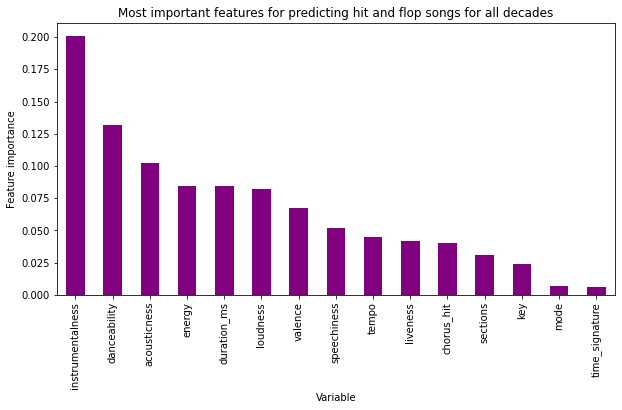 Most important features for predicting hit and flop songs for all decades
Feature importance
0.200
0.175
0.150
0.125
0.100
0.075
0.050
0.025
0.000
instrumentalness
danceability
acousticness
energy
duration_ms
loudness
valence
speechiness
tempo
liveness
chorus_hit
sections
key
mode
time_signature
Variable